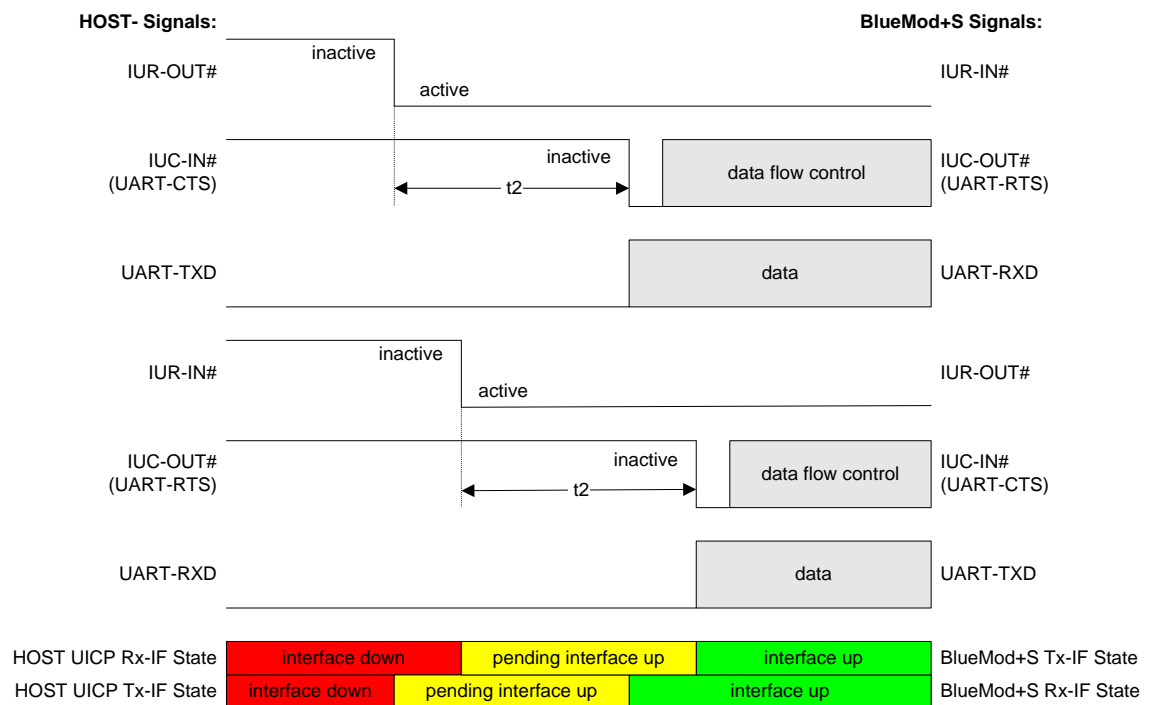 HOST- Signals:
BlueMod+S Signals:
inactive
IUR-OUT#
IUR-IN#
active
IUC-IN#
(UART-CTS)
inactive
data flow control
IUC-OUT#
(UART-RTS)
t2
UART-TXD
data
UART-RXD
inactive
IUR-IN#
IUR-OUT#
active
IUC-OUT#
(UART-RTS)
inactive
data flow control
IUC-IN#
(UART-CTS)
t2
UART-RXD
data
UART-TXD
HOST UICP Rx-IF State interface down pending interface up interface up BlueMod+S Tx-IF State
HOST UICP Tx-IF State interface down pending interface up interface up BlueMod+S Rx-IF State